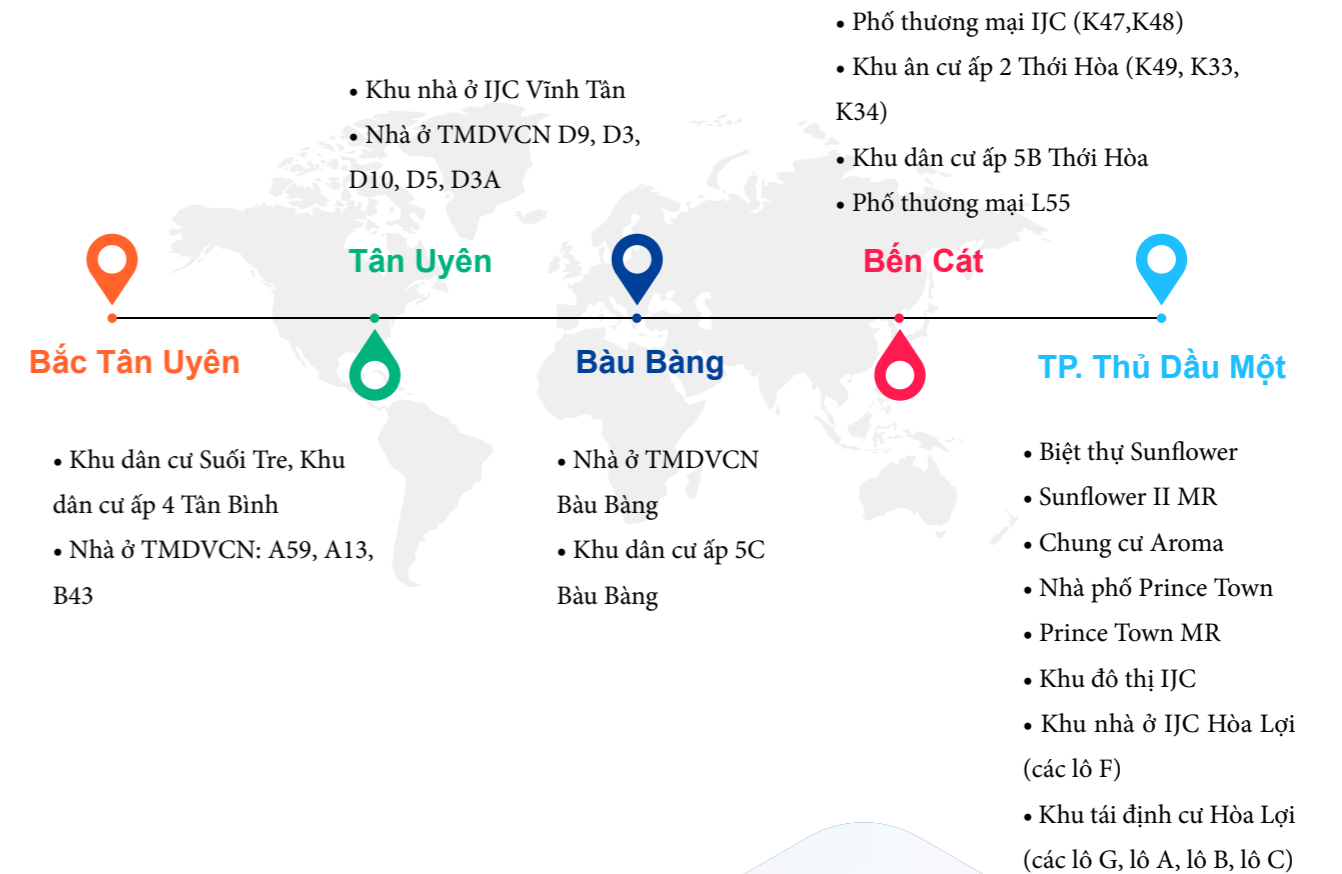 • Phố thương mại IJC (K47,K48)
• Khu ân cư ấp 2 Thới Hòa (K49, K33,
K34)
• Khu dân cư ấp 5B Thới Hòa
• Phố thương mại L55
• Khu nhà ở IJC Vĩnh Tân
• Nhà ở TMDVCN D9, D3,
D10, D5, D3A
Tân Uyên
Bến Cát
Bắc Tân Uyên
Bàu Bàng
TP. Thủ Dầu Một
• Khu dân cư Suối Tre, Khu
dân cư ấp 4 Tân Bình
• Nhà ở TMDVCN: A59, A13,
B43
• Nhà ở TMDVCN
Bàu Bàng
• Khu dân cư ấp 5C
Bàu Bàng
• Biệt thự Sunflower
• Sunflower II MR
• Chung cư Aroma
• Nhà phố Prince Town
• Prince Town MR
• Khu đô thị IJC
• Khu nhà ở IJC Hòa Lợi
(các lô F)
• Khu tái định cư Hòa Lợi
(các lô G, lô A, lô B, lô C)